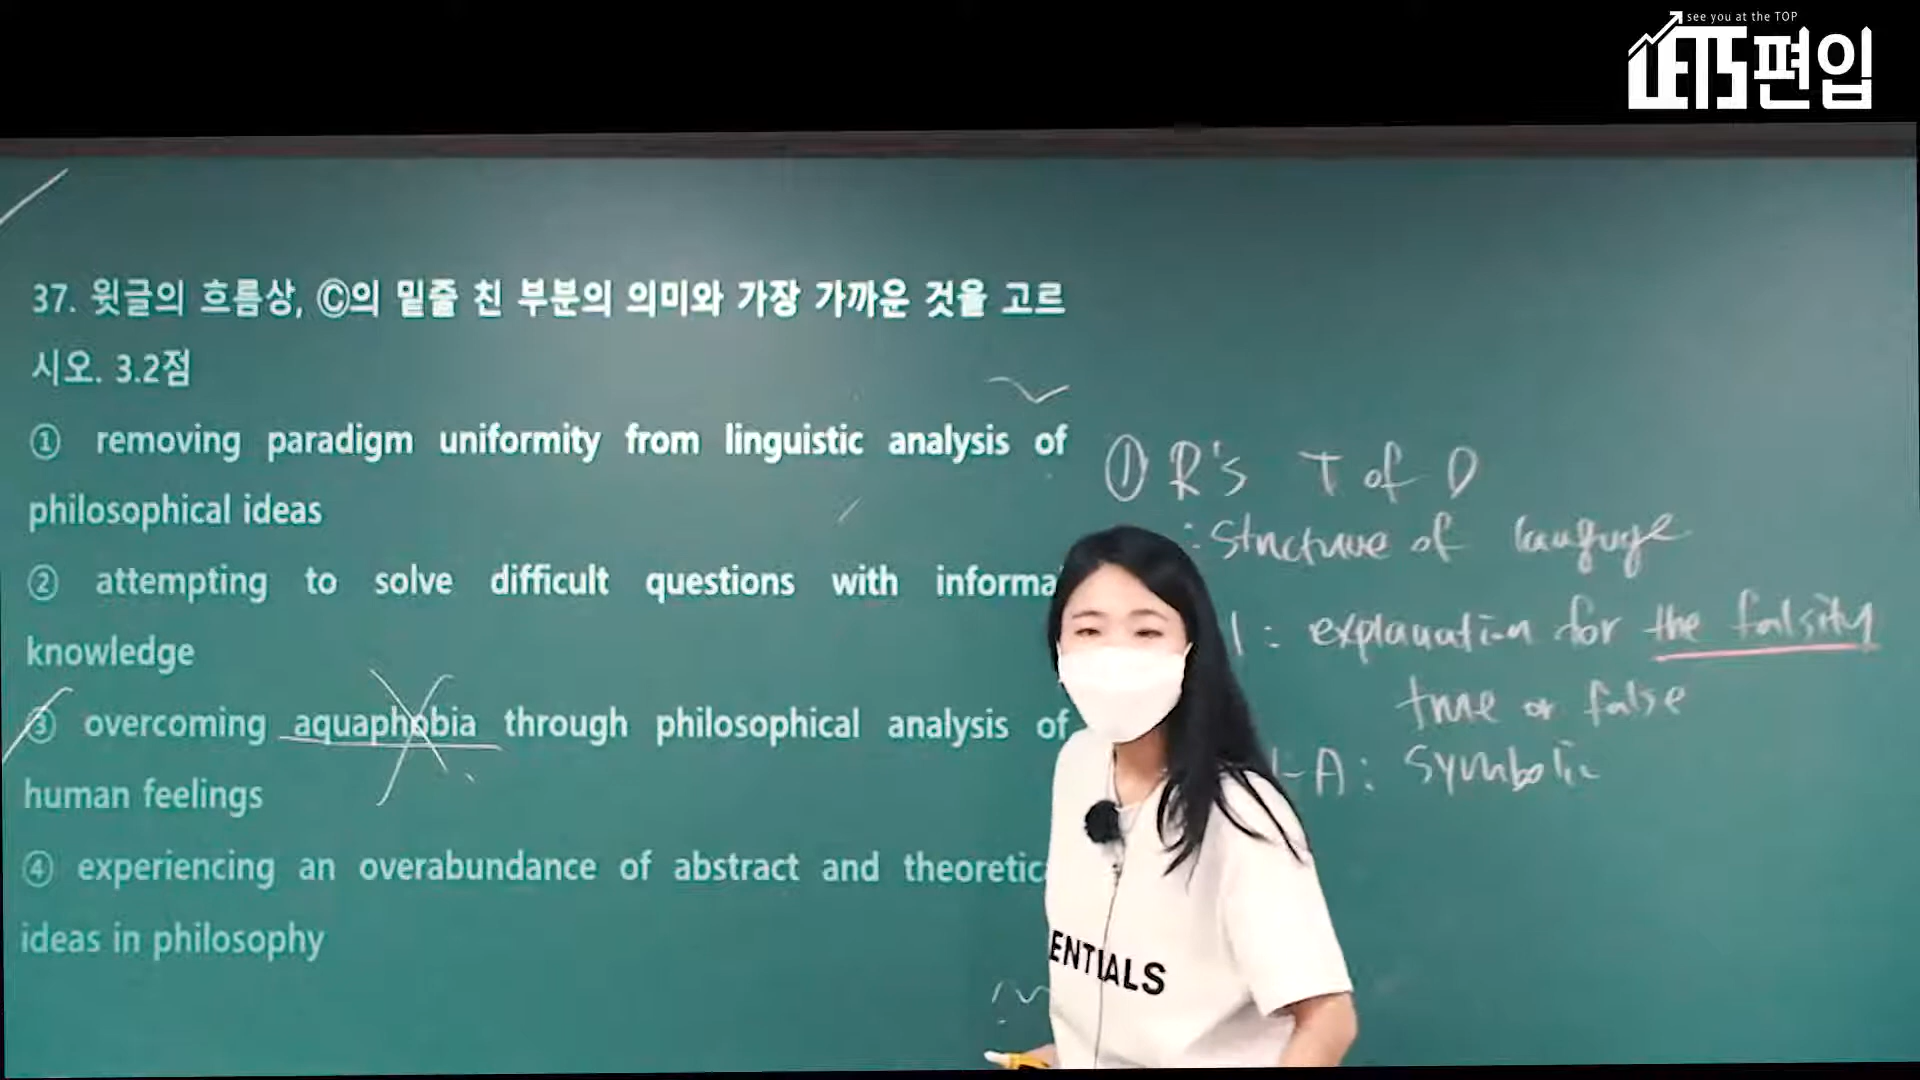 see you at the TOP
LETS편입
37. 윗글의 흐름상, Ⓒ의 밑줄 친 부분의 의미와 가장 가까운 것을 고르
시오. 3.2점
① removing paradigm uniformity from linguistic analysis of
philosophical ideas
② attempting to solve difficult questions with informa
knowledge
③ overcoming aquaphobia through philosophical analysis of
human feelings
④ experiencing an overabundance of abstract and theoretic
ideas in philosophy
① R's T of D
: structure of language
1 : explanation for the falsity
true or false
-A : symbolic
ENTIALS